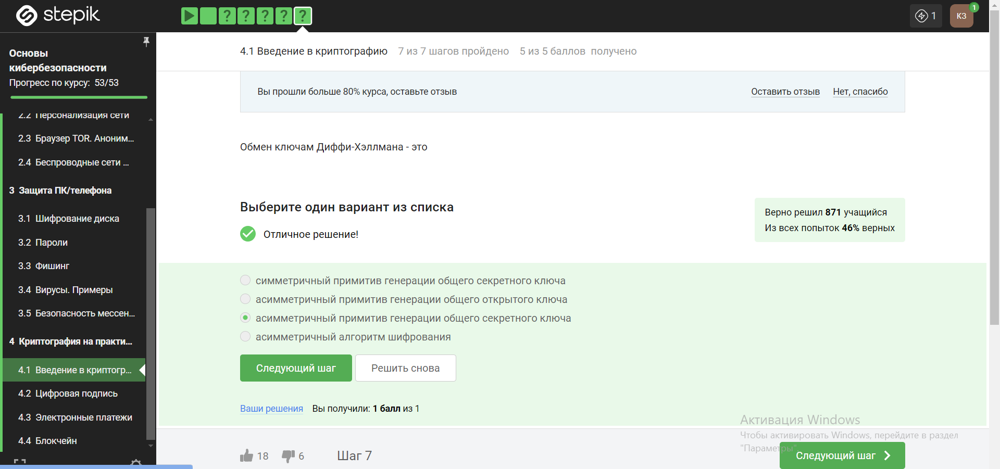 stepik
? ? ? ? ?
1
КЗ
1
Основы
кибербезопасности
Прогресс по курсу: 53/53
2.2 Персонализация сети
2.3 Браузер TOR. Аноним...
2.4 Беспроводные сети ...
3 Защита ПК/телефона
3.1 Шифрование диска
3.2 Пароли
3.3 Фишинг
3.4 Вирусы. Примеры
3.5 Безопасность мессен...
4 Криптография на практи...
4.1 Введение в криптогр...
4.2 Цифровая подпись
4.3 Электронные платежи
4.4 Блокчейн
4.1 Введение в криптографию 7 из 7 шагов пройдено 5 из 5 баллов получено
Вы прошли больше 80% курса, оставьте отзыв
Оставить отзыв Нет, спасибо
Обмен ключам Диффи-Хэллмана - это
Выберите один вариант из списка
Отличное решение!
Верно решил 871 учащийся
Из всех попыток 46% верных
симметричный примитив генерации общего секретного ключа
асимметричный примитив генерации общего открытого ключа
асимметричный примитив генерации общего секретного ключа
асимметричный алгоритм шифрования
Следующий шаг Решить снова
Ваши решения Вы получили: 1 балл из 1
Активация Windows
Чтобы активировать Windows, перейдите в раздел
"Параметры".
18 6 Шаг 7
Следующий шаг